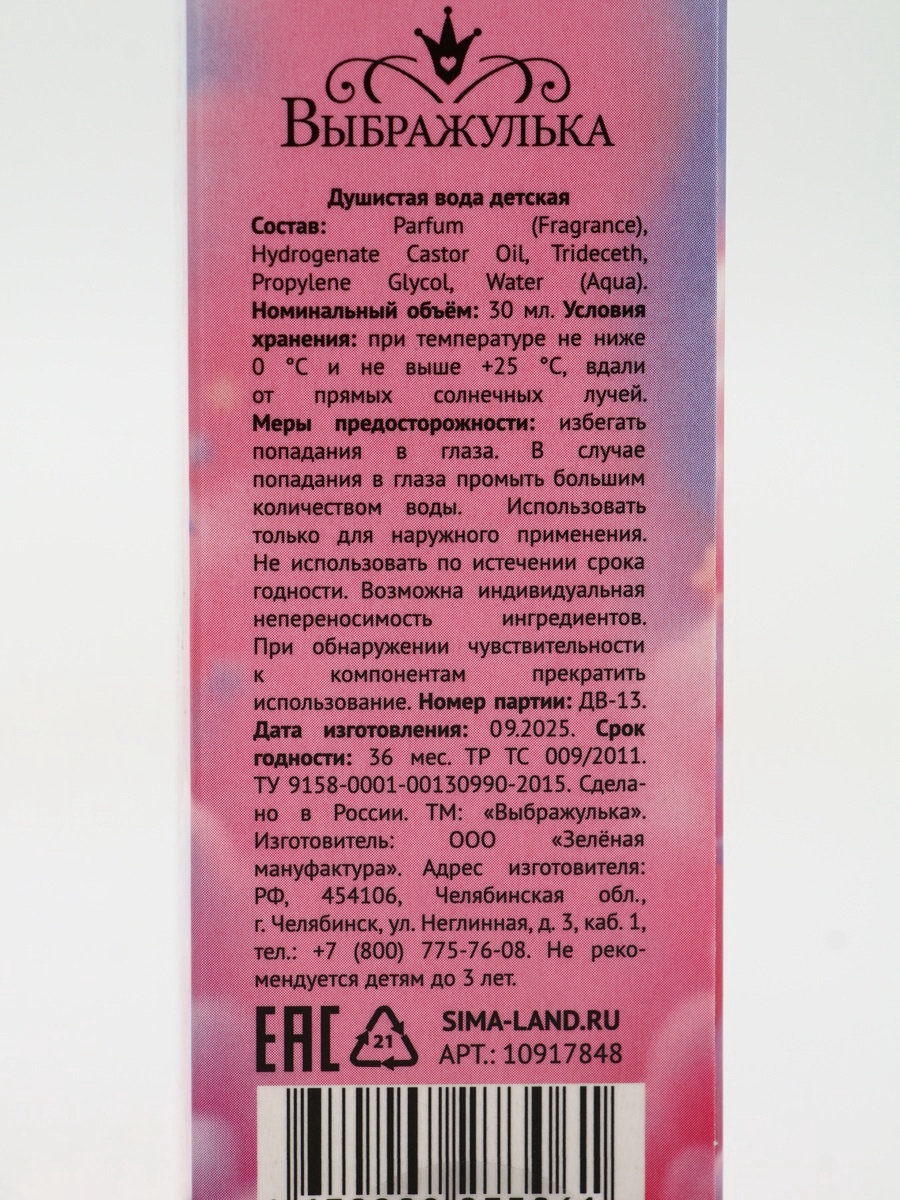 Выбражулька
Душистая вода детская
Состав: Parfum (Fragrance),
Hydrogenate Castor Oil, Trideceth,
Propylene Glycol, Water (Aqua).
Номинальный объём: 30 мл. Условия
хранения: при температуре не ниже
0 °C и не выше +25 °C, вдали
от прямых солнечных лучей.
Меры предосторожности: избегать
попадания в глаза. В случае
попадания в глаза промыть большим
количеством воды. Использовать
только для наружного применения.
Не использовать по истечении срока
годности. Возможна индивидуальная
непереносимость ингредиентов.
При обнаружении чувствительности
к компонентам прекратить
использование. Номер партии: ДВ-13.
Дата изготовления: 09.2025. Срок
годности: 36 мес. ТР ТС 009/2011.
ТУ 9158-0001-00130990-2015. Сдела-
но в России. ТМ: «Выбражулька».
Изготовитель: ООО «Зелёная
мануфактура». Адрес изготовителя:
РФ, 454106, Челябинская обл.,
г. Челябинск, ул. Неглинная, д. 3, каб. 1,
тел.: +7 (800) 775-76-08. Не реко-
мендуется детям до 3 лет.
EAC 21 SIMA-LAND.RU
АРТ.: 10917848